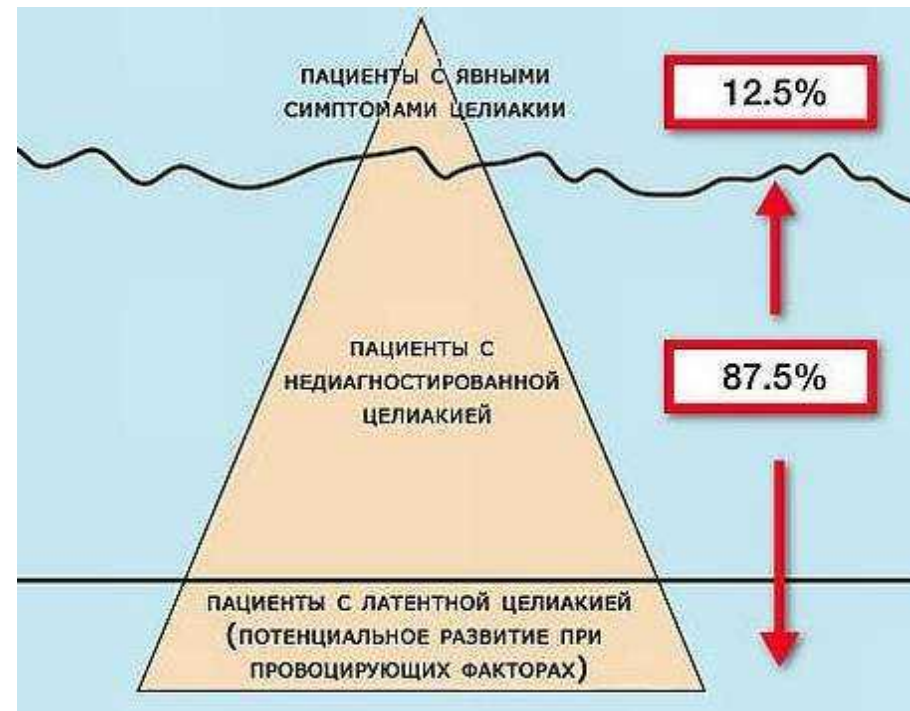 ПАЦИЕНТЫ С ЯВНЫМИ
СИМПТОМАМИ ЦЕЛИАКИИ
12.5%
ПАЦИЕНТЫ С
НЕДИАГНОСТИРОВАННОЙ
ЦЕЛИАКИЕЙ
87.5%
ПАЦИЕНТЫ С ЛАТЕНТНОЙ ЦЕЛИАКИЕЙ
(ПОТЕНЦИАЛЬНОЕ РАЗВИТИЕ ПРИ
ПРОВОЦИРУЮЩИХ ФАКТОРАХ)